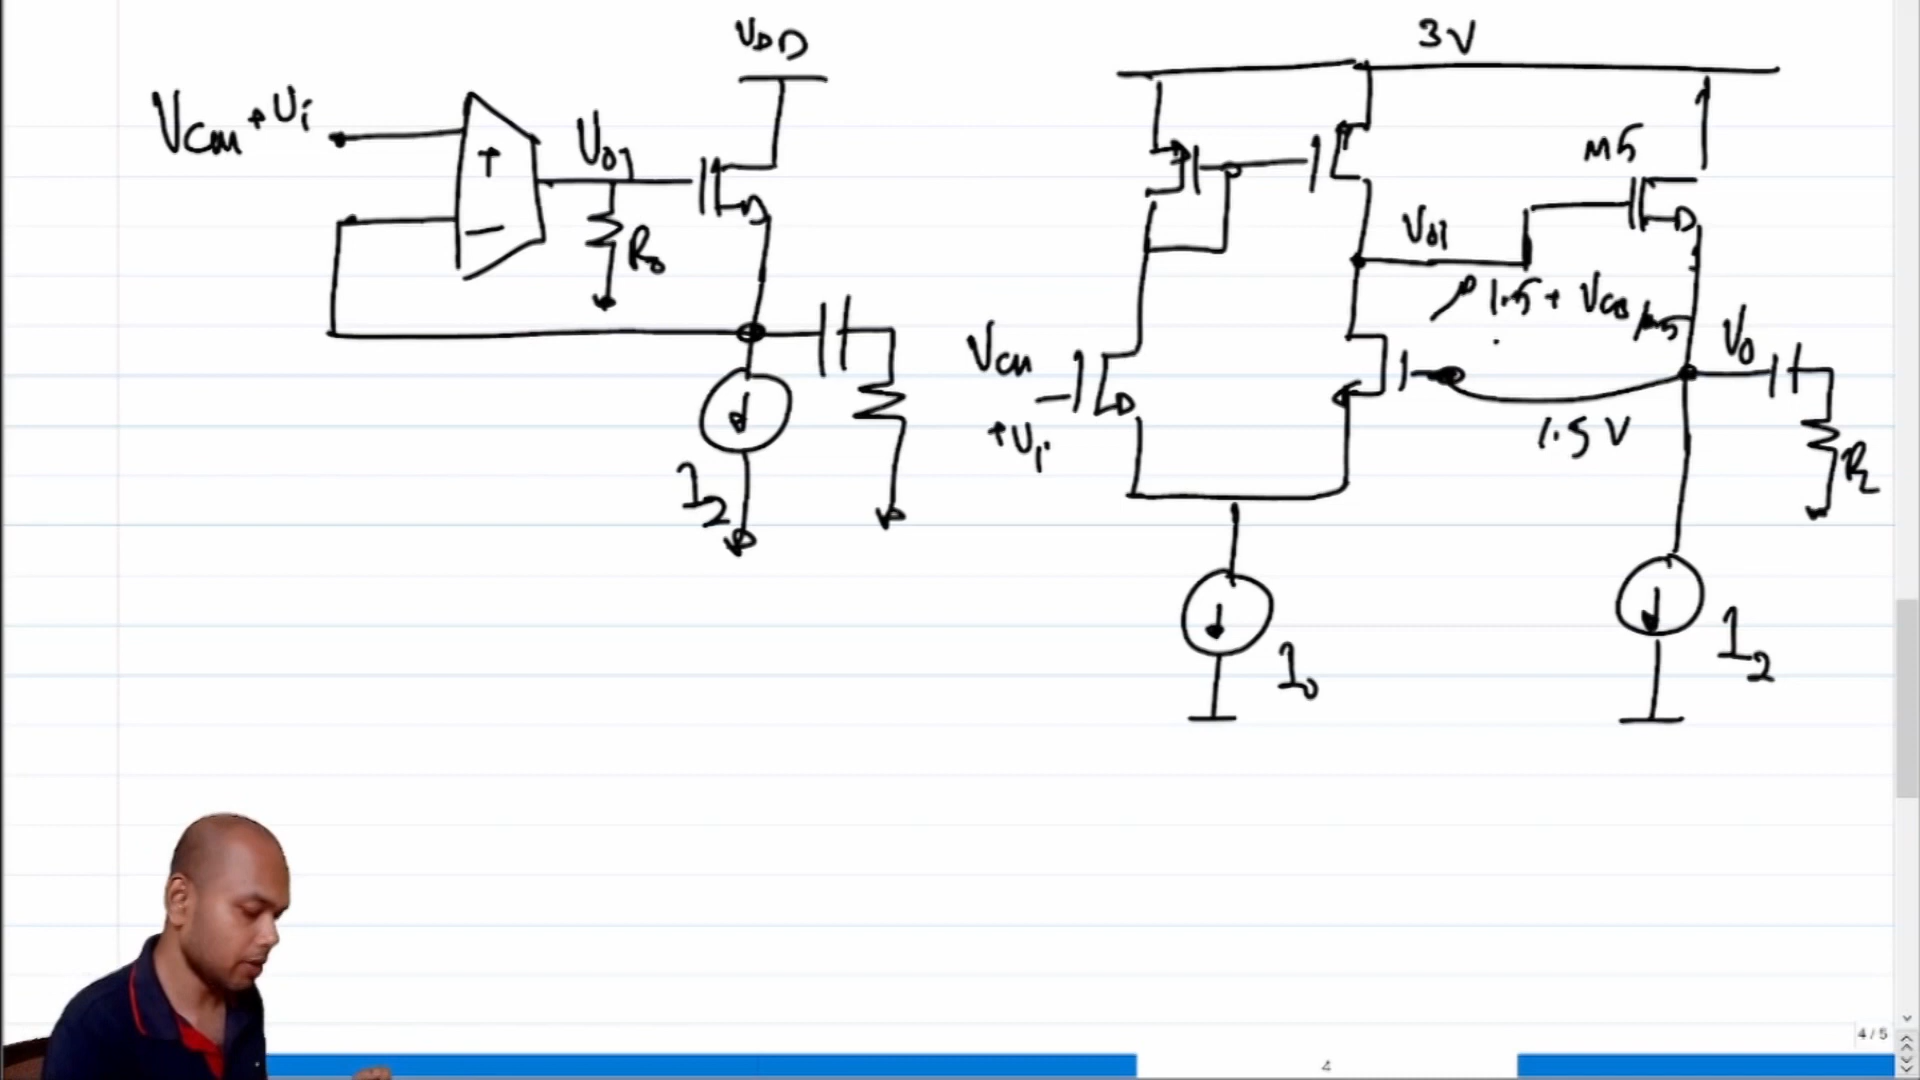 VDD
3V
Vcm + Vi
+
Vo1
M5
-
Ro
Vo1
1.5 + VGS M5
Vo
Vcm
+Vi
1.5 V
RL
I2
I0
I2
4 / 5
4